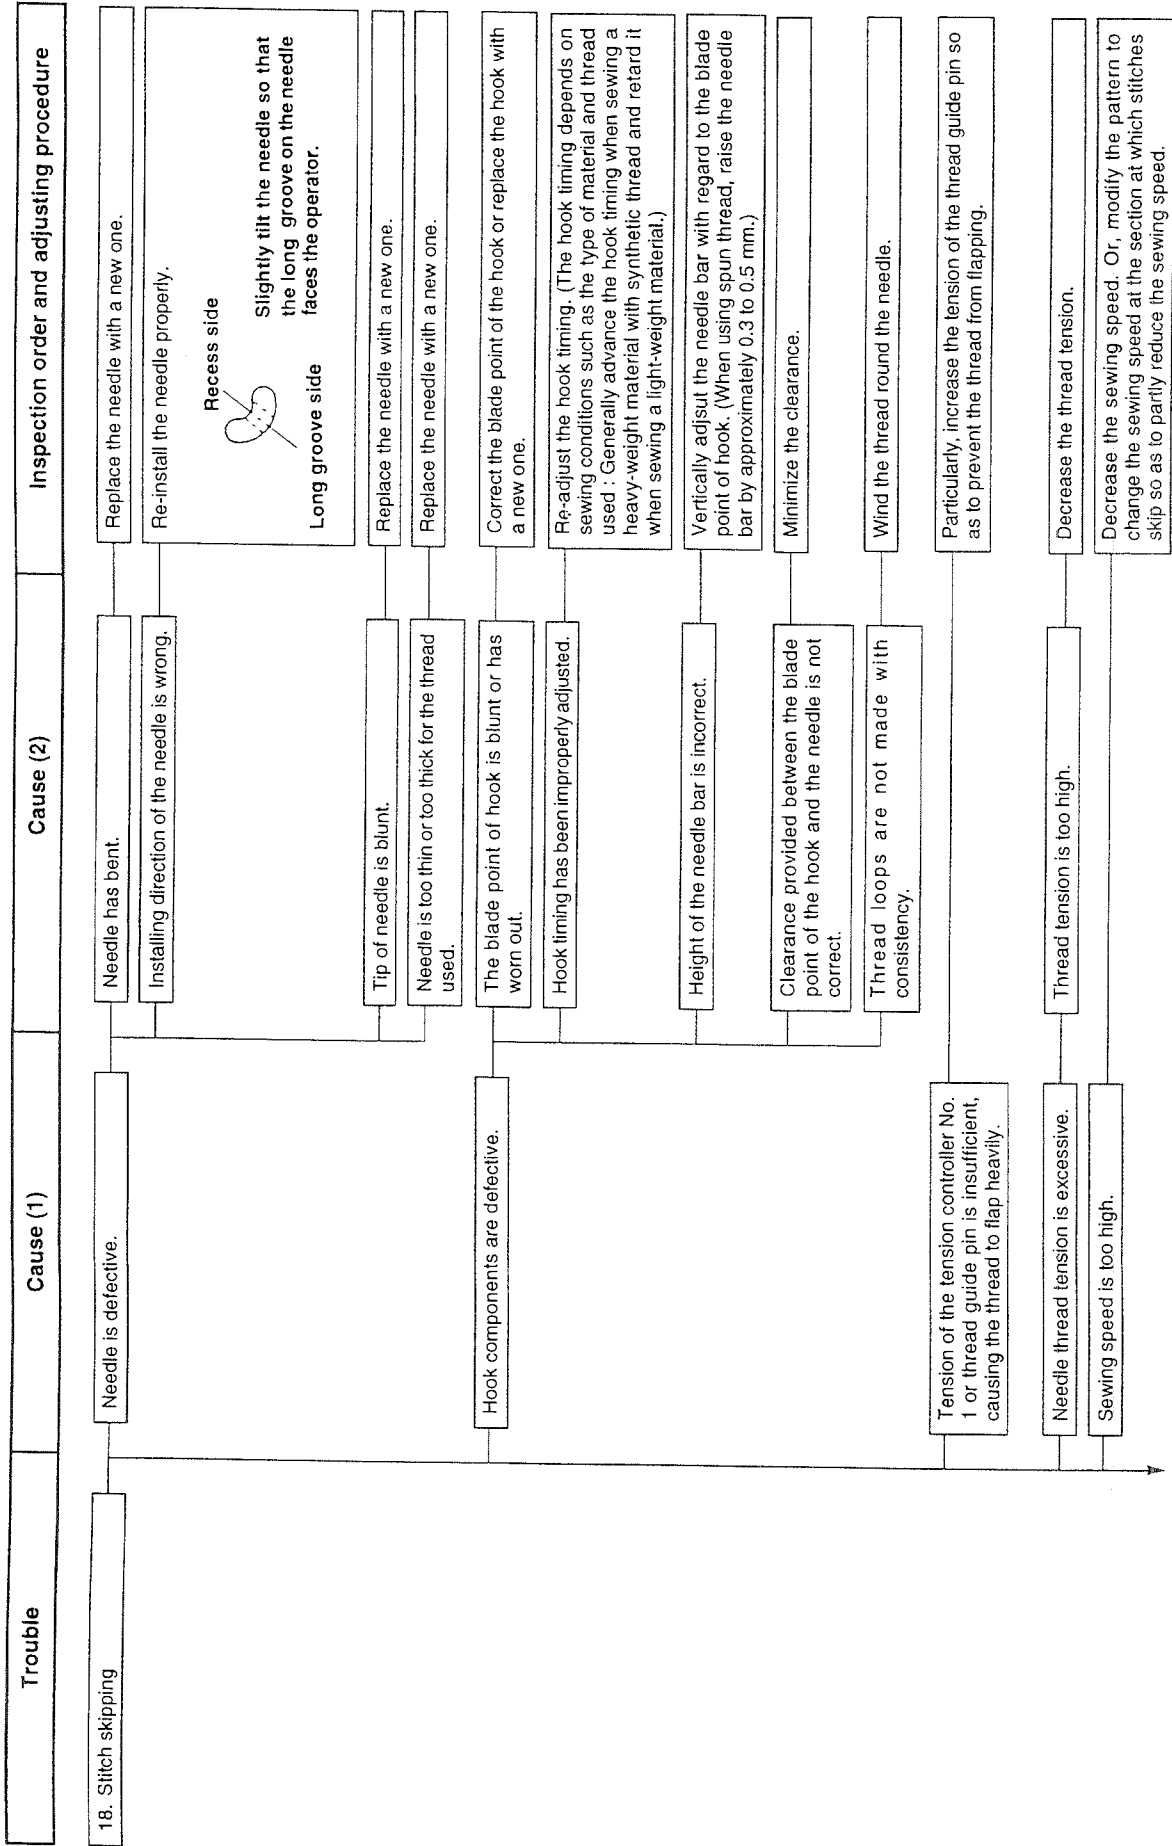 Trouble
Cause (1)
Cause (2)
Inspection order and adjusting procedure
18. Stitch skipping
Needle is defective.
Needle has bent.
Replace the needle with a new one.
Installing direction of the needle is wrong.
Re-install the needle properly.
Recess side
Long groove side
Slightly tilt the needle so that
the long groove on the needle
faces the operator.
Tip of needle is blunt.
Replace the needle with a new one.
Needle is too thin or too thick for the thread
used.
Replace the needle with a new one.
Hook components are defective.
The blade point of hook is blunt or has
worn out.
Correct the blade point of the hook or replace the hook with
a new one.
Hook timing has been improperly adjusted.
Re-adjust the hook timing. (The hook timing depends on
sewing conditions such as the type of material and thread
used : Generally advance the hook timing when sewing a
heavy-weight material with synthetic thread and retard it
when sewing a light-weight material.)
Height of the needle bar is incorrect.
Vertically adjsut the needle bar with regard to the blade
point of hook. (When using spun thread, raise the needle
bar by approximately 0.3 to 0.5 mm.)
Clearance provided between the blade
point of the hook and the needle is not
correct.
Minimize the clearance.
Thread loops are not made with
consistency.
Wind the thread round the needle.
Tension of the tension controller No.
1 or thread guide pin is insufficient,
causing the thread to flap heavily.
Particularly, increase the tension of the thread guide pin so
as to prevent the thread from flapping.
Needle thread tension is excessive.
Thread tension is too high.
Decrease the thread tension.
Sewing speed is too high.
Decrease the sewing speed. Or, modify the pattern to
change the sewing speed at the section at which stitches
skip so as to partly reduce the sewing speed.